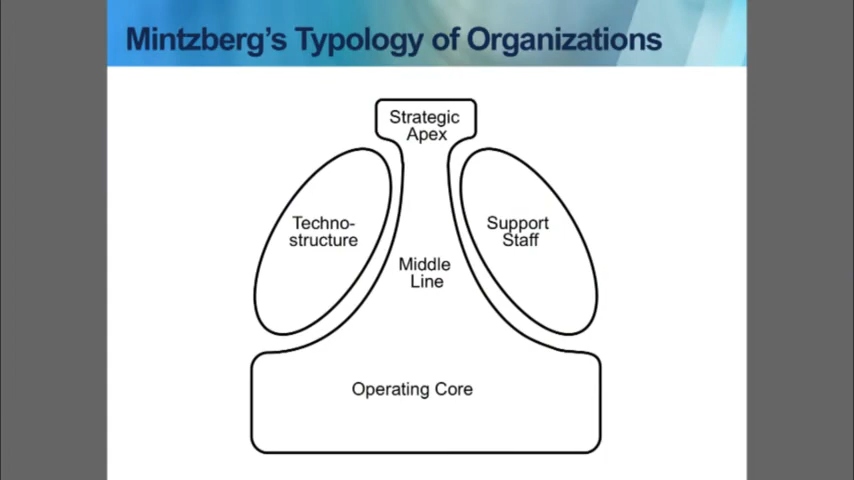 Mintzberg's Typology of Organizations
Strategic
Apex
Techno-
structure
Support
Staff
Middle
Line
Operating Core